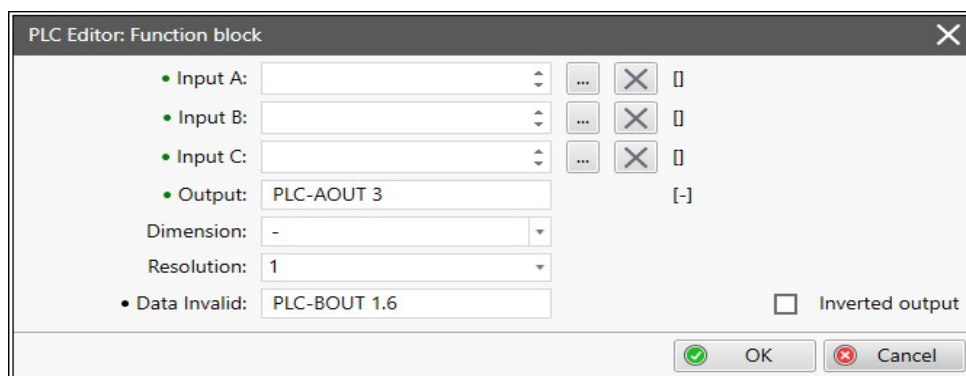 PLC Editor: Function block
• Input A: ... []
• Input B: ... []
• Input C: ... []
• Output: PLC-AOUT 3 [-]
Dimension: -
Resolution: 1
• Data Invalid: PLC-BOUT 1.6 Inverted output
OK Cancel